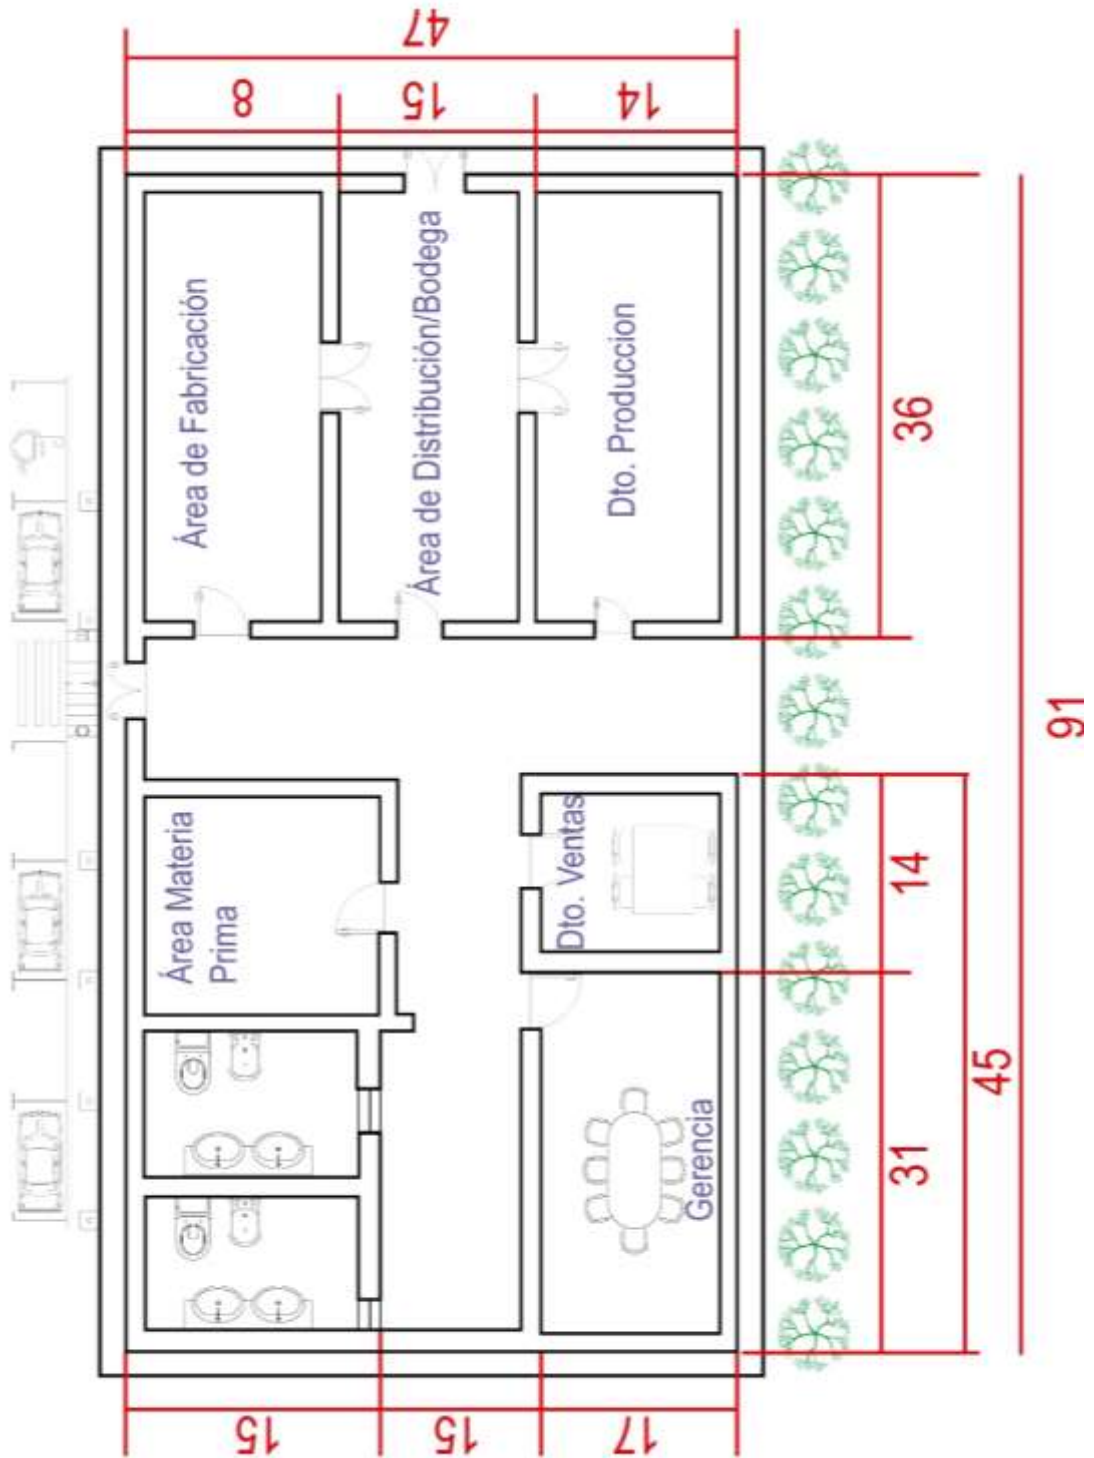 47
8
15
14
Área de Fabricación
Área de Distribución/Bodega
Dto. Produccion
36
91
Área Materia
Prima
Dto. Ventas
14
45
Gerencia
31
15
15
17